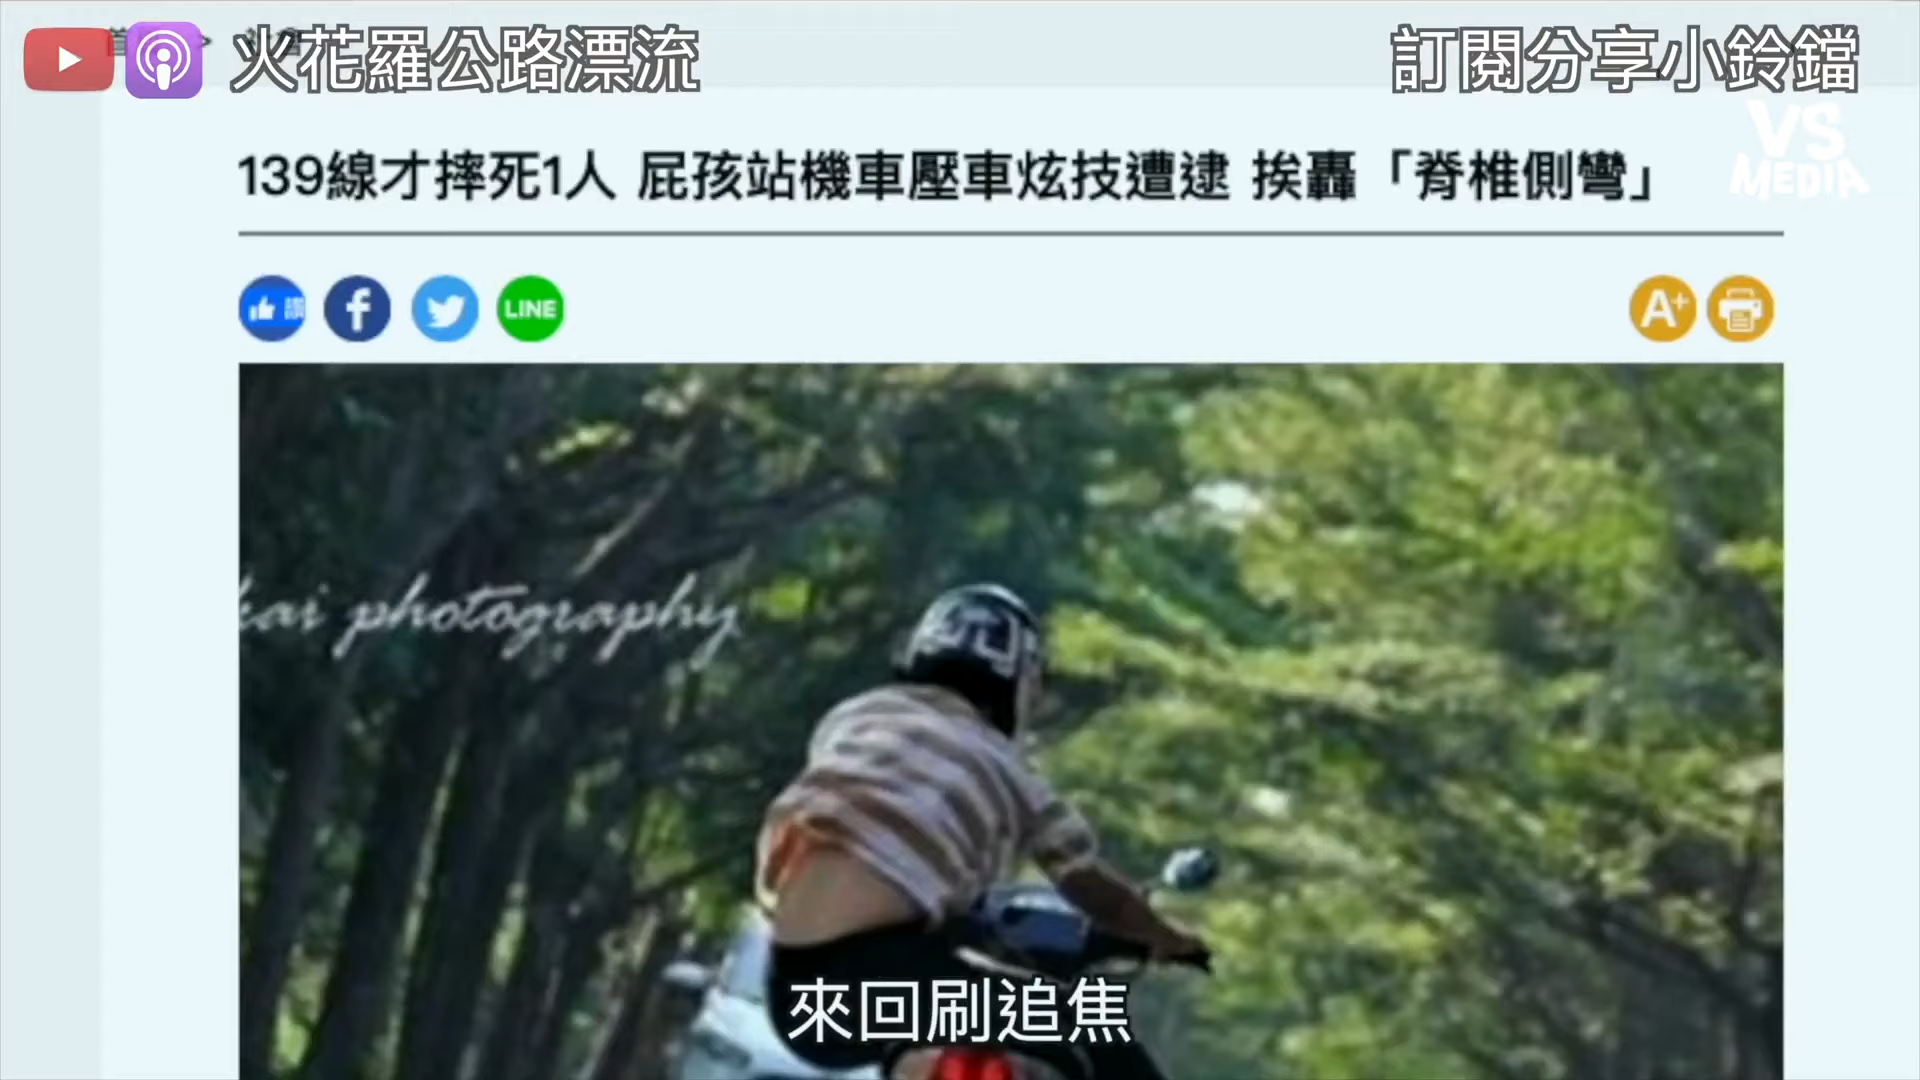 火花羅公路漂流
訂閱分享小鈴鐺
VS
MEDIA
139線才摔死1人 屁孩站機車壓車炫技遭逮 挨轟「脊椎側彎」
讚
LINE
A+
kai photography
來回刷追焦